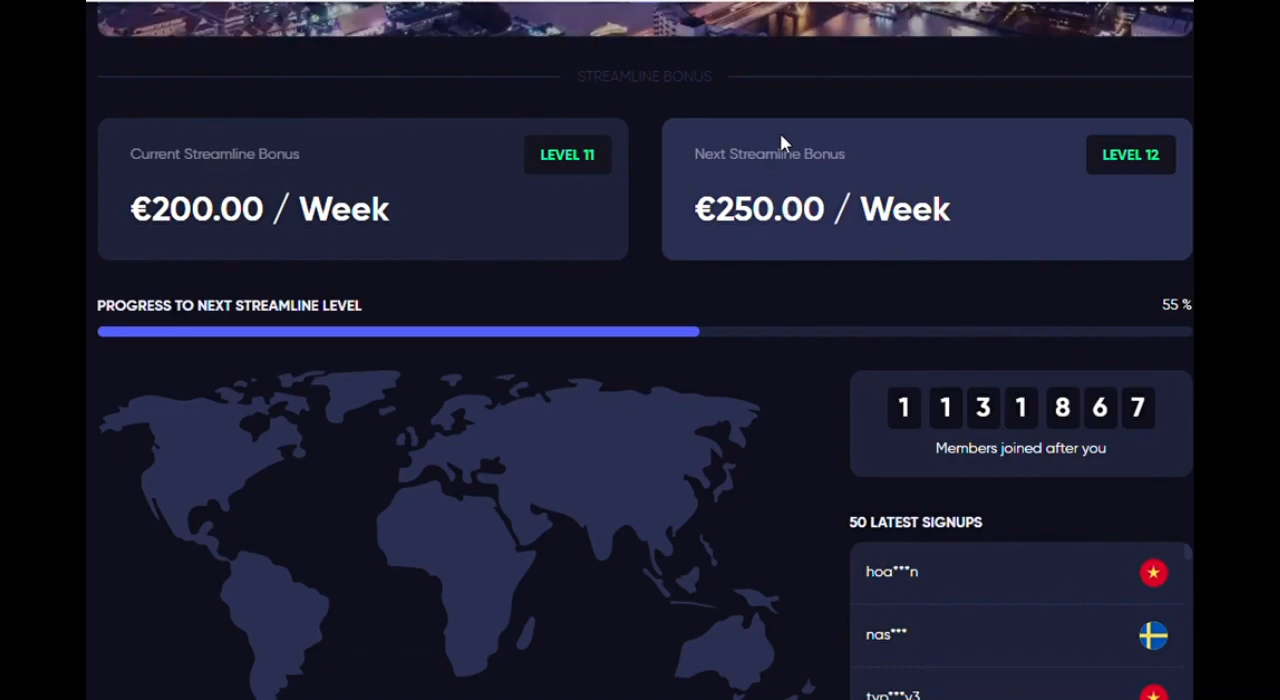 STREAMLINE BONUS
Current Streamline Bonus
LEVEL 11
€200.00 / Week
Next Streamline Bonus
LEVEL 12
€250.00 / Week
PROGRESS TO NEXT STREAMLINE LEVEL
55 %
1 1 3 1 8 6 7
Members joined after you
50 LATEST SIGNUPS
hoa***n
nas***